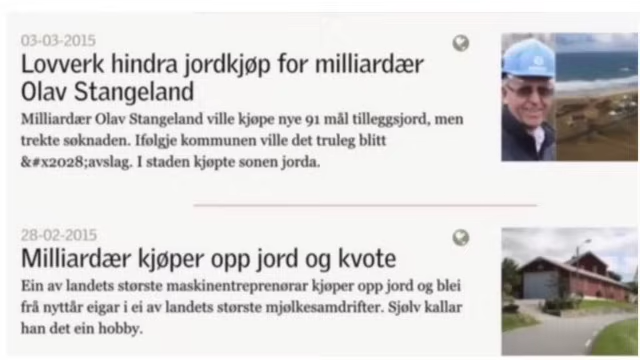 03-03-2015
Lovverk hindra jordkjøp for milliardær
Olav Stangeland
Milliardær Olav Stangeland ville kjøpe nye 91 mål tilleggsjord, men
trekte søknaden. Ifølgje kommunen ville det truleg blitt
&#x2028;avslag. I staden kjøpte sonen jorda.
28-02-2015
Milliardær kjøper opp jord og kvote
Ein av landets største maskinentreprenørar kjøper opp jord og blei
frå nyttår eigar i ei av landets største mjølkesamdrifter. Sjølv kallar
han det ein hobby.